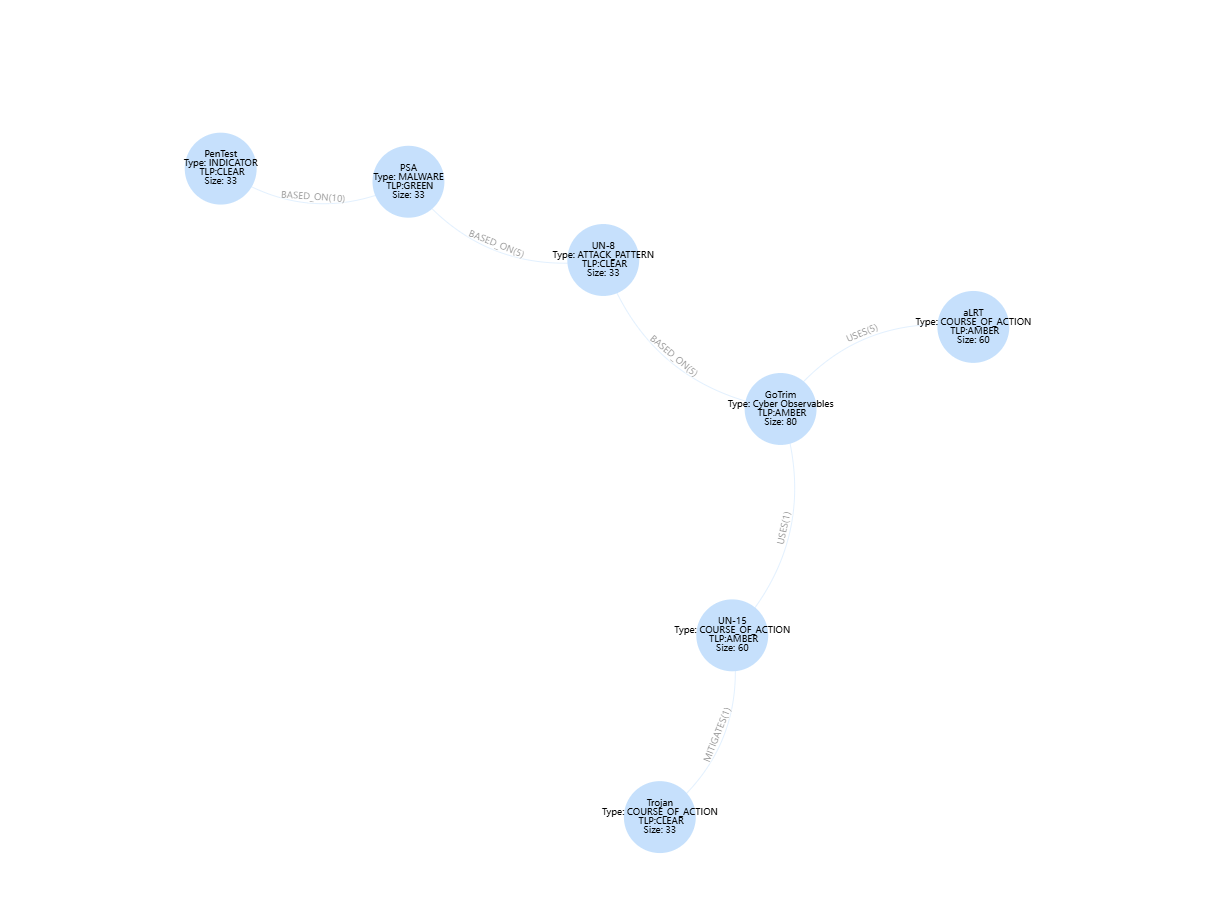 PenTest
Type: INDICATOR
TLP:CLEAR
Size: 33
BASED_ON(10)
PSA
Type: MALWARE
TLP:GREEN
Size: 33
BASED_ON(5)
UN-8
Type: ATTACK_PATTERN
TLP:CLEAR
Size: 33
BASED_ON(5)
aLRT
Type: COURSE_OF_ACTION
TLP:AMBER
Size: 60
USES(5)
GoTrim
Type: Cyber Observables
TLP:AMBER
Size: 80
USES(1)
UN-15
Type: COURSE_OF_ACTION
TLP:AMBER
Size: 60
MITIGATES(1)
Trojan
Type: COURSE_OF_ACTION
TLP:CLEAR
Size: 33